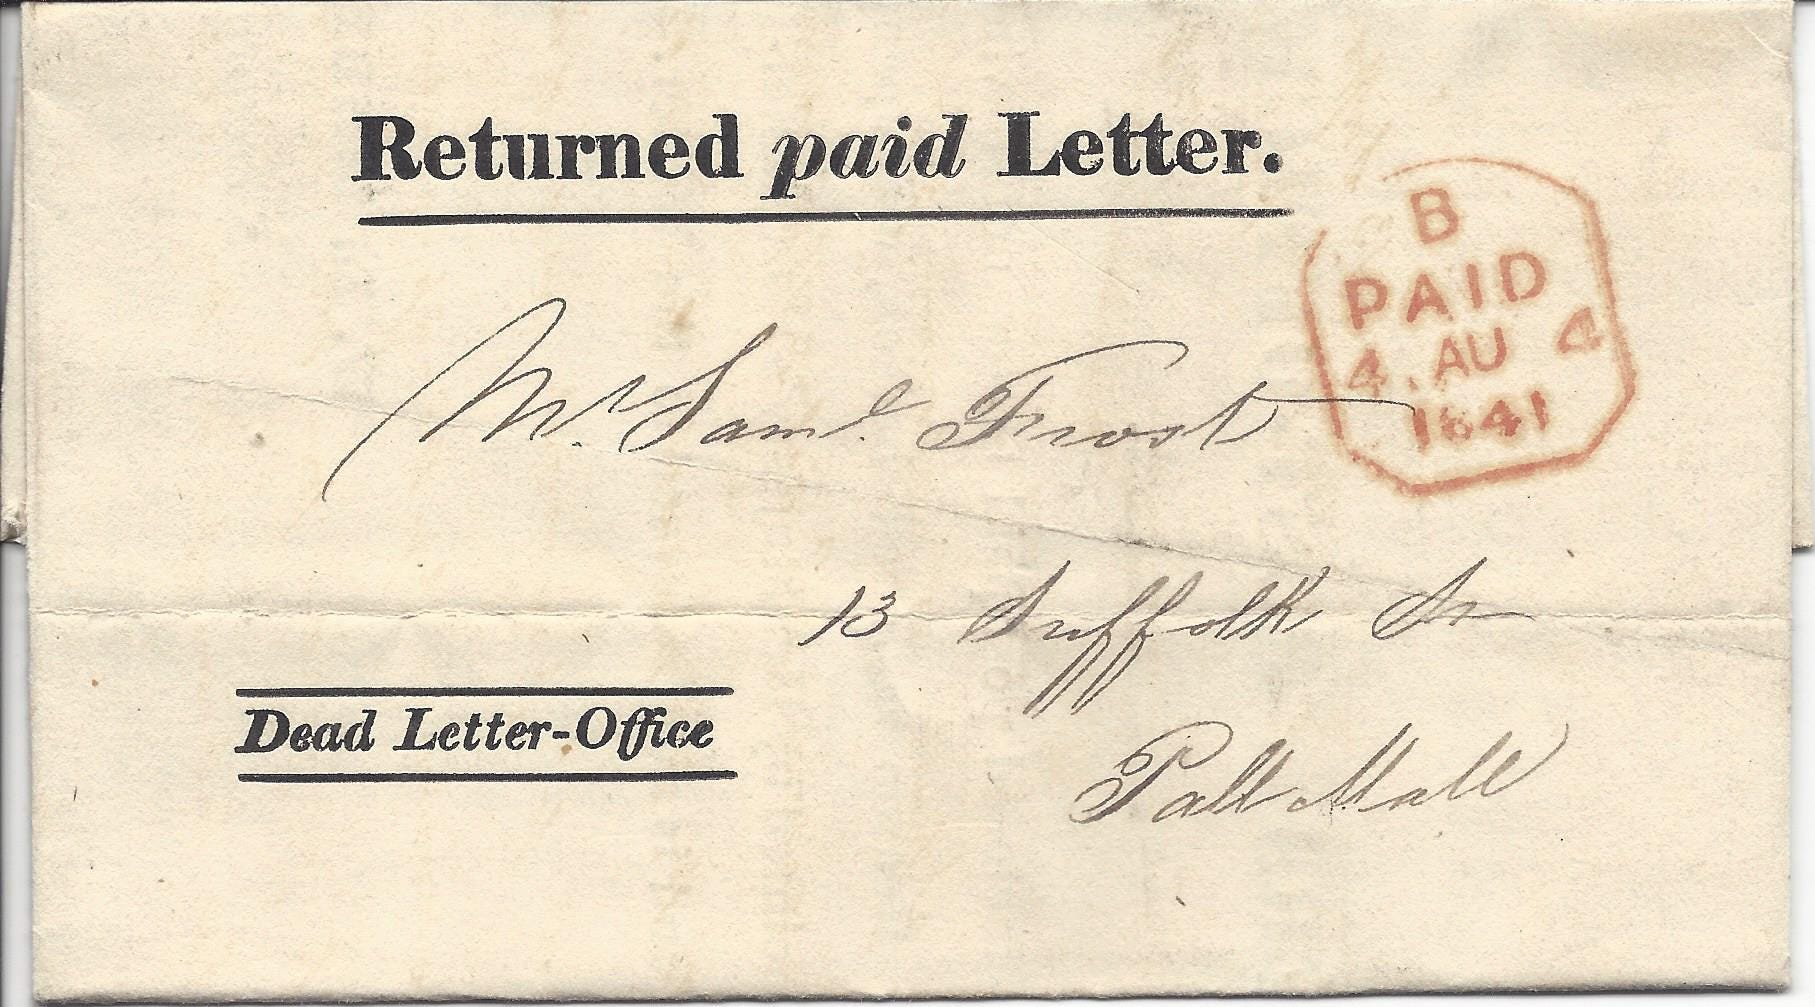 Returned paid Letter.
B
PAID
4 . AU 4
1841
Mr. Saml. Frost
13 Suffolk St
Pall Mall
Dead Letter-Office